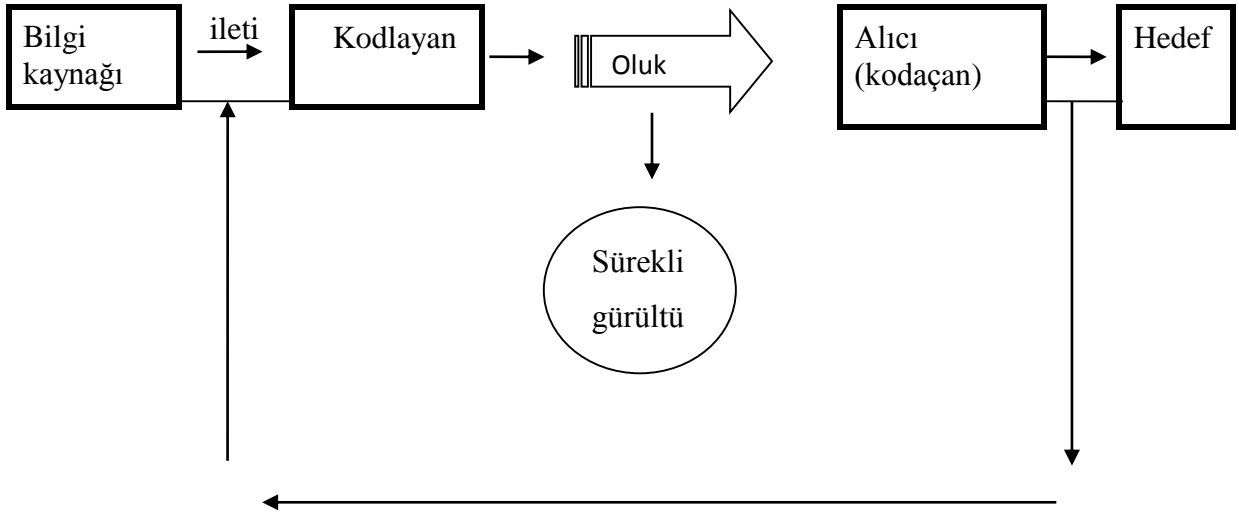 Bilgi
kaynağı
ileti
Kodlayan
Oluk
Alıcı
(kodaçan)
Hedef
Sürekli
gürültü